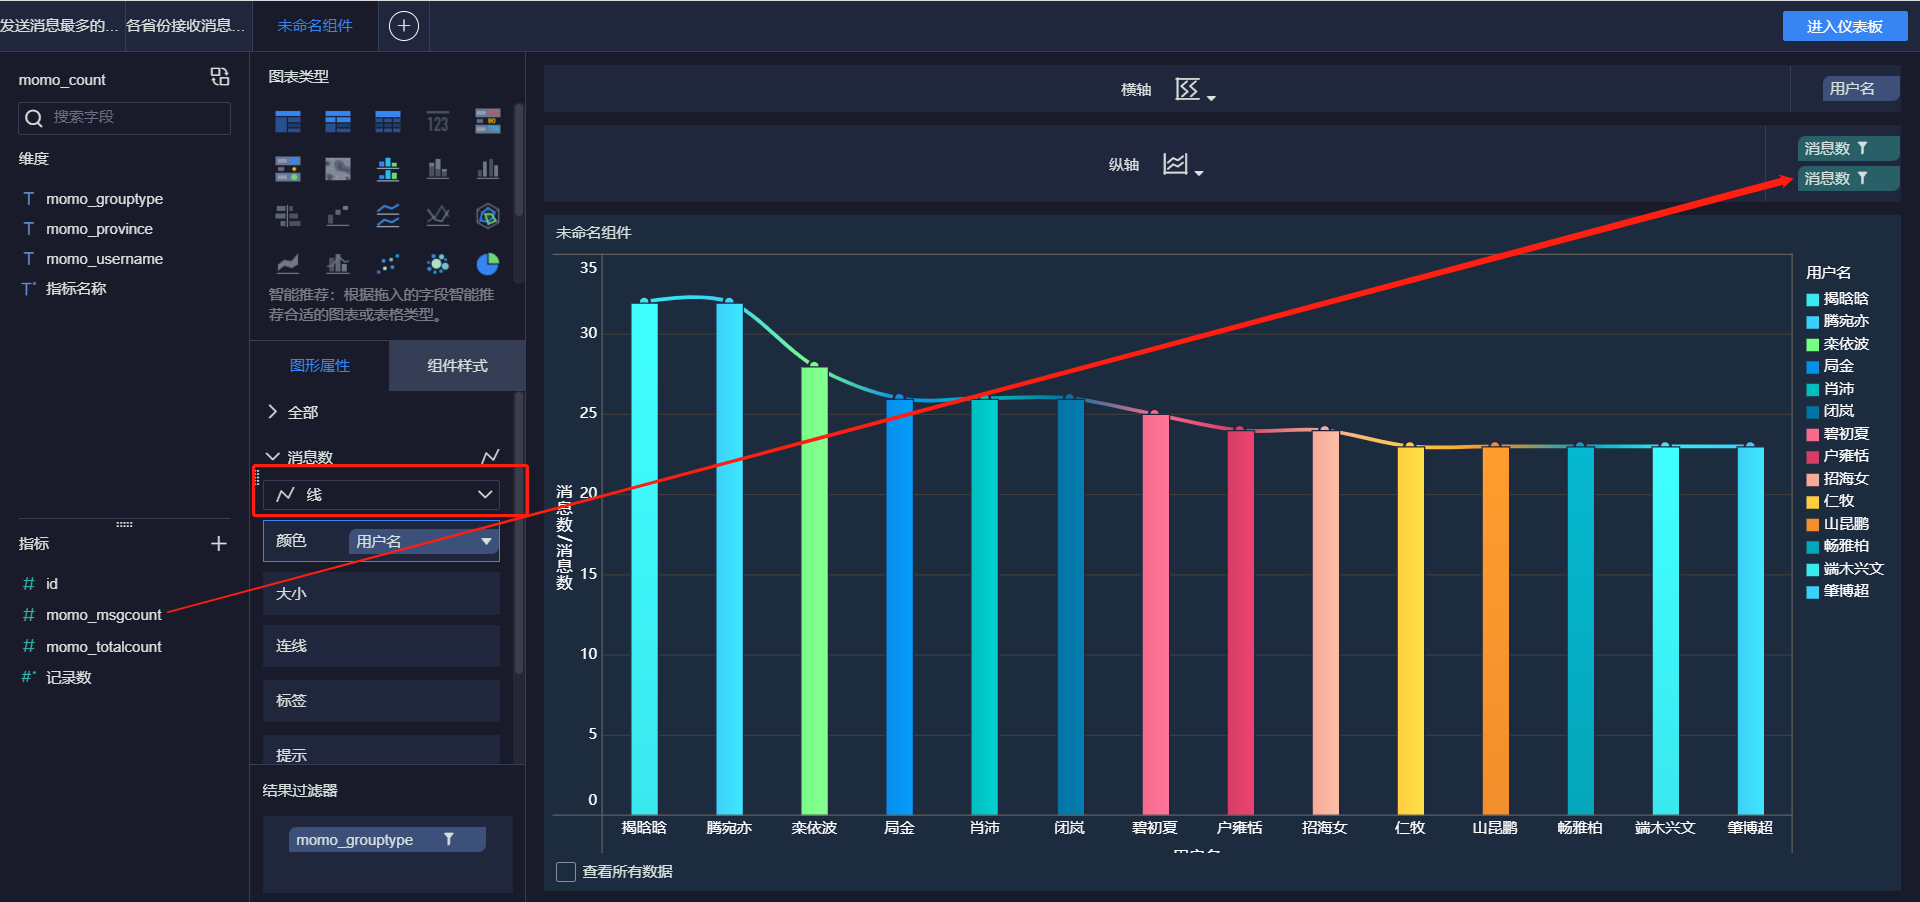 发送消息最多的...
各省份接收消息...
未命名组件
进入仪表板
momo_count
搜索字段
维度
T momo_grouptype
T momo_province
T momo_username
T* 指标名称
指标
# id
# momo_msgcount
# momo_totalcount
#* 记录数
图表类型
123
智能推荐：根据拖入的字段智能推
荐合适的图表或表格类型。
图形属性
组件样式
全部
消息数
线
颜色
用户名
大小
连线
标签
提示
结果过滤器
momo_grouptype
横轴
用户名
纵轴
消息数
消息数
未命名组件
35
30
25
20
15
10
5
0
消息数/消息数
揭晗晗
腾宛亦
栾依波
局金
肖沛
闭岚
碧初夏
户雍恬
招海女
仁牧
山昆鹏
畅雅柏
端木兴文
肇博超
用户名
用户名
揭晗晗
腾宛亦
栾依波
局金
肖沛
闭岚
碧初夏
户雍恬
招海女
仁牧
山昆鹏
畅雅柏
端木兴文
肇博超
查看所有数据